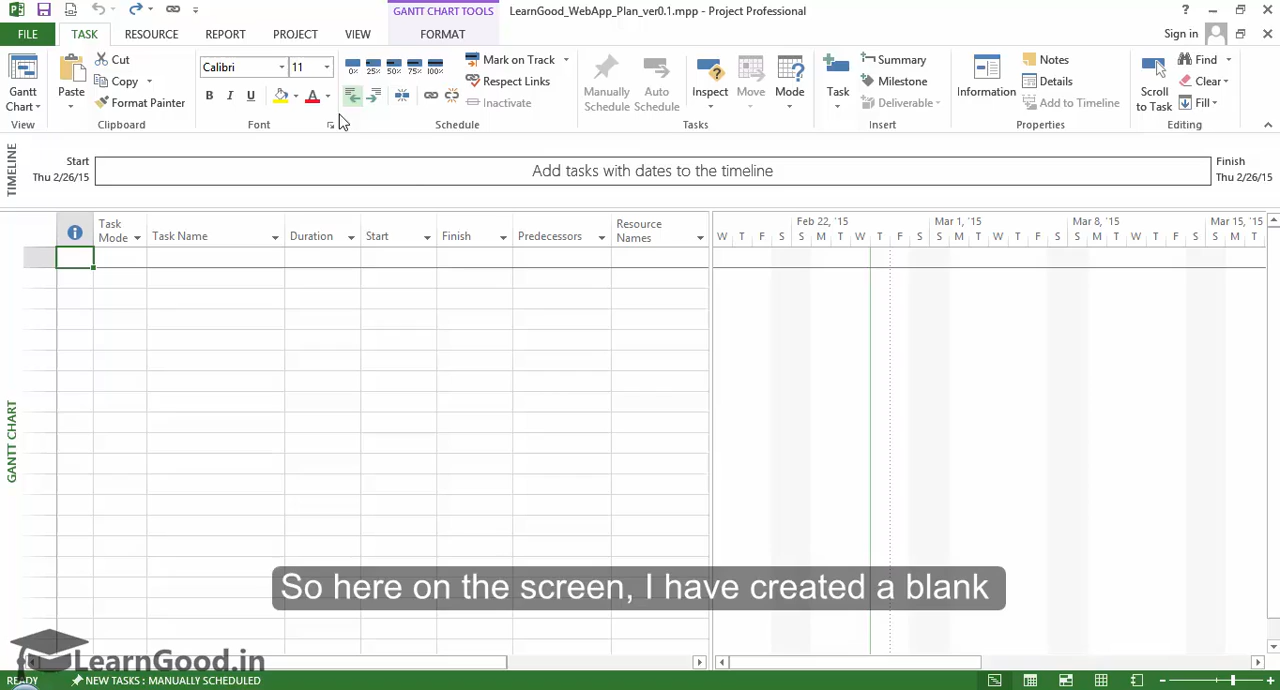 LearnGood_WebApp_Plan_ver0.1.mpp - Project Professional
GANTT CHART TOOLS
FILE TASK RESOURCE REPORT PROJECT VIEW FORMAT
Sign in
Gantt Chart
View
Paste
Cut
Copy
Format Painter
Clipboard
Calibri 11
B I U A
Font
0% 25% 50% 75% 100%
Mark on Track
Respect Links
Inactivate
Schedule
Manually Schedule
Auto Schedule
Inspect
Move
Mode
Tasks
Task
Summary
Milestone
Deliverable
Insert
Information
Notes
Details
Add to Timeline
Properties
Scroll to Task
Find
Clear
Fill
Editing
TIMELINE
Start
Thu 2/26/15
Add tasks with dates to the timeline
Finish
Thu 2/26/15
Task Mode
Task Name
Duration
Start
Finish
Predecessors
Resource Names
Feb 22, '15 Mar 1, '15 Mar 8, '15 Mar 15, '15
W T F S S M T W T F S S M T W T F S S M T W T F S S M T
GANTT CHART
So here on the screen, I have created a blank
LearnGood.in
READY
NEW TASKS : MANUALLY SCHEDULED